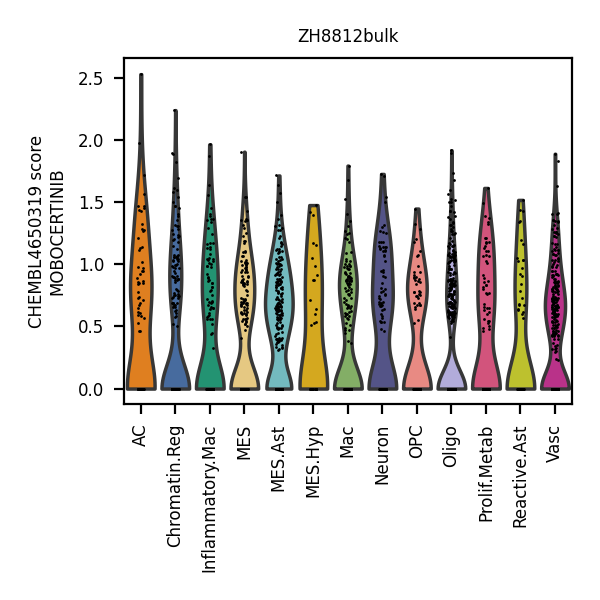 ZH8812bulk
CHEMBL4650319 score
MOBOCERTINIB
2.5
2.0
1.5
1.0
0.5
0.0
AC
Chromatin.Reg
Inflammatory.Mac
MES
MES.Ast
MES.Hyp
Mac
Neuron
OPC
Oligo
Prolif.Metab
Reactive.Ast
Vasc